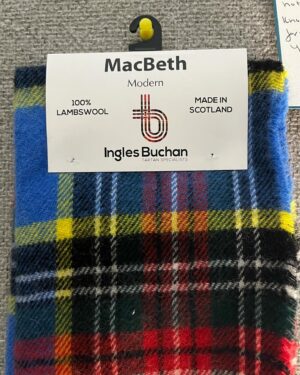 MacBeth
Modern
100%
LAMBSWOOL
MADE IN
SCOTLAND
Ingles Buchan
TARTAN SPECIALISTS